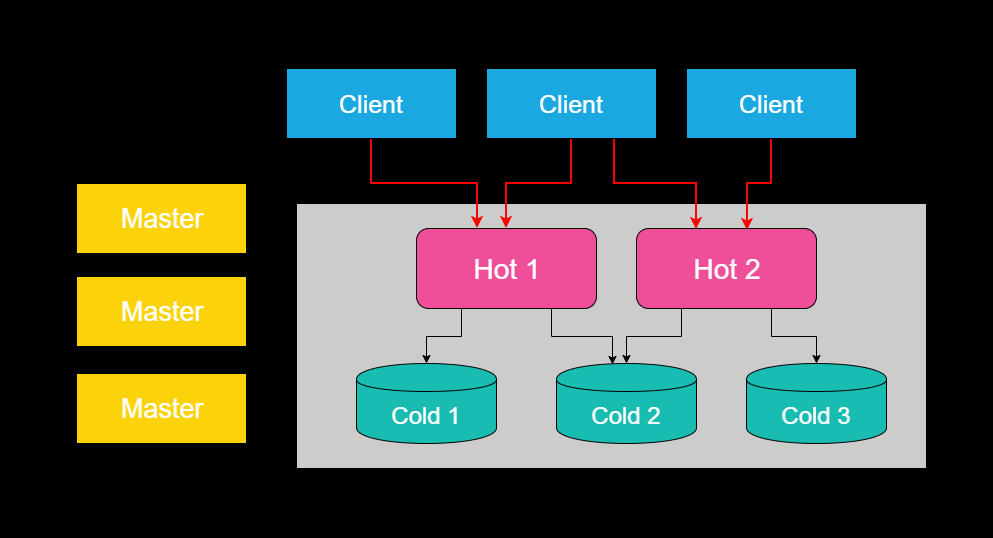 Client
Client
Client
Master
Master
Master
Hot 1
Hot 2
Cold 1
Cold 2
Cold 3